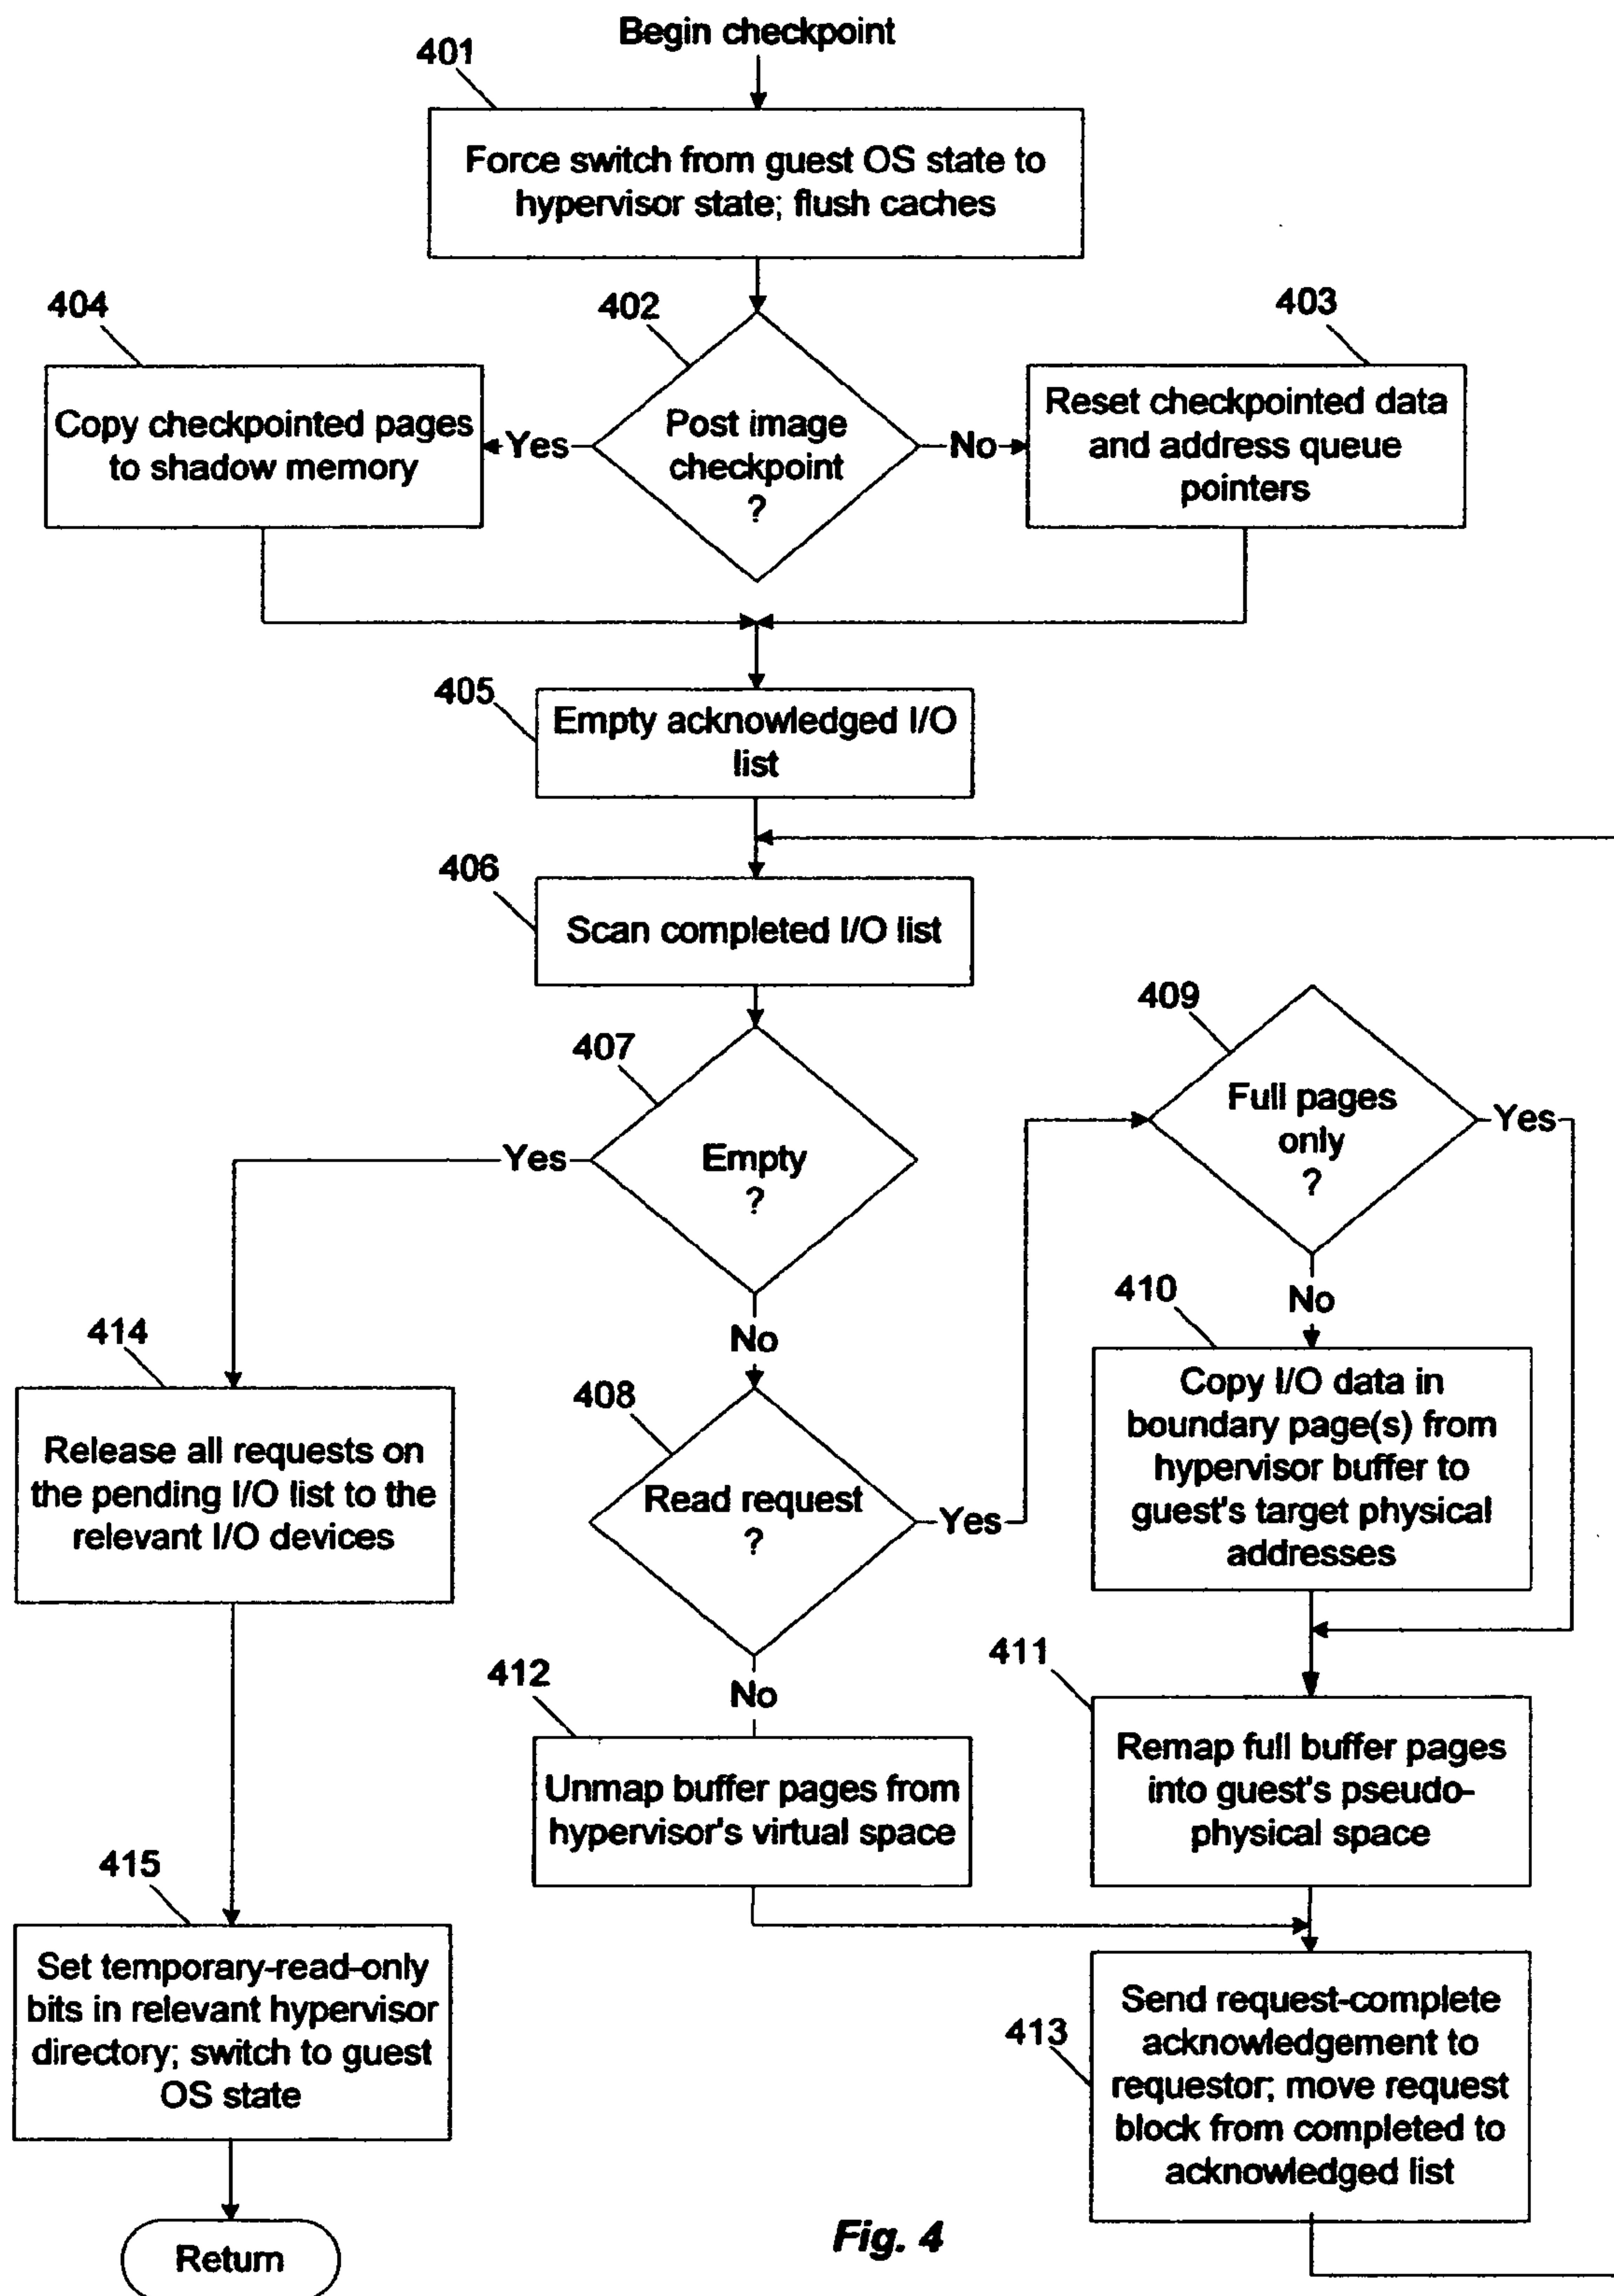 Begin checkpoint
401
Force switch from guest OS state to
hypervisor state; flush caches
404
402
403
Copy checkpointed pages
to shadow memory
Yes
Post image
checkpoint
?
No
Reset checkpointed data
and address queue
pointers
405
Empty acknowledged I/O
list
406
Scan completed I/O list
407
Yes
Empty
?
No
409
Full pages
only
?
Yes
No
408
Read request
?
Yes
No
410
Copy I/O data in
boundary page(s) from
hypervisor buffer to
guest's target physical
addresses
414
Release all requests on
the pending I/O list to the
relevant I/O devices
412
Unmap buffer pages from
hypervisor's virtual space
411
Remap full buffer pages
into guest's pseudo-
physical space
415
Set temporary-read-only
bits in relevant hypervisor
directory; switch to guest
OS state
413
Send request-complete
acknowledgement to
requestor; move request
block from completed to
acknowledged list
Return
Fig. 4